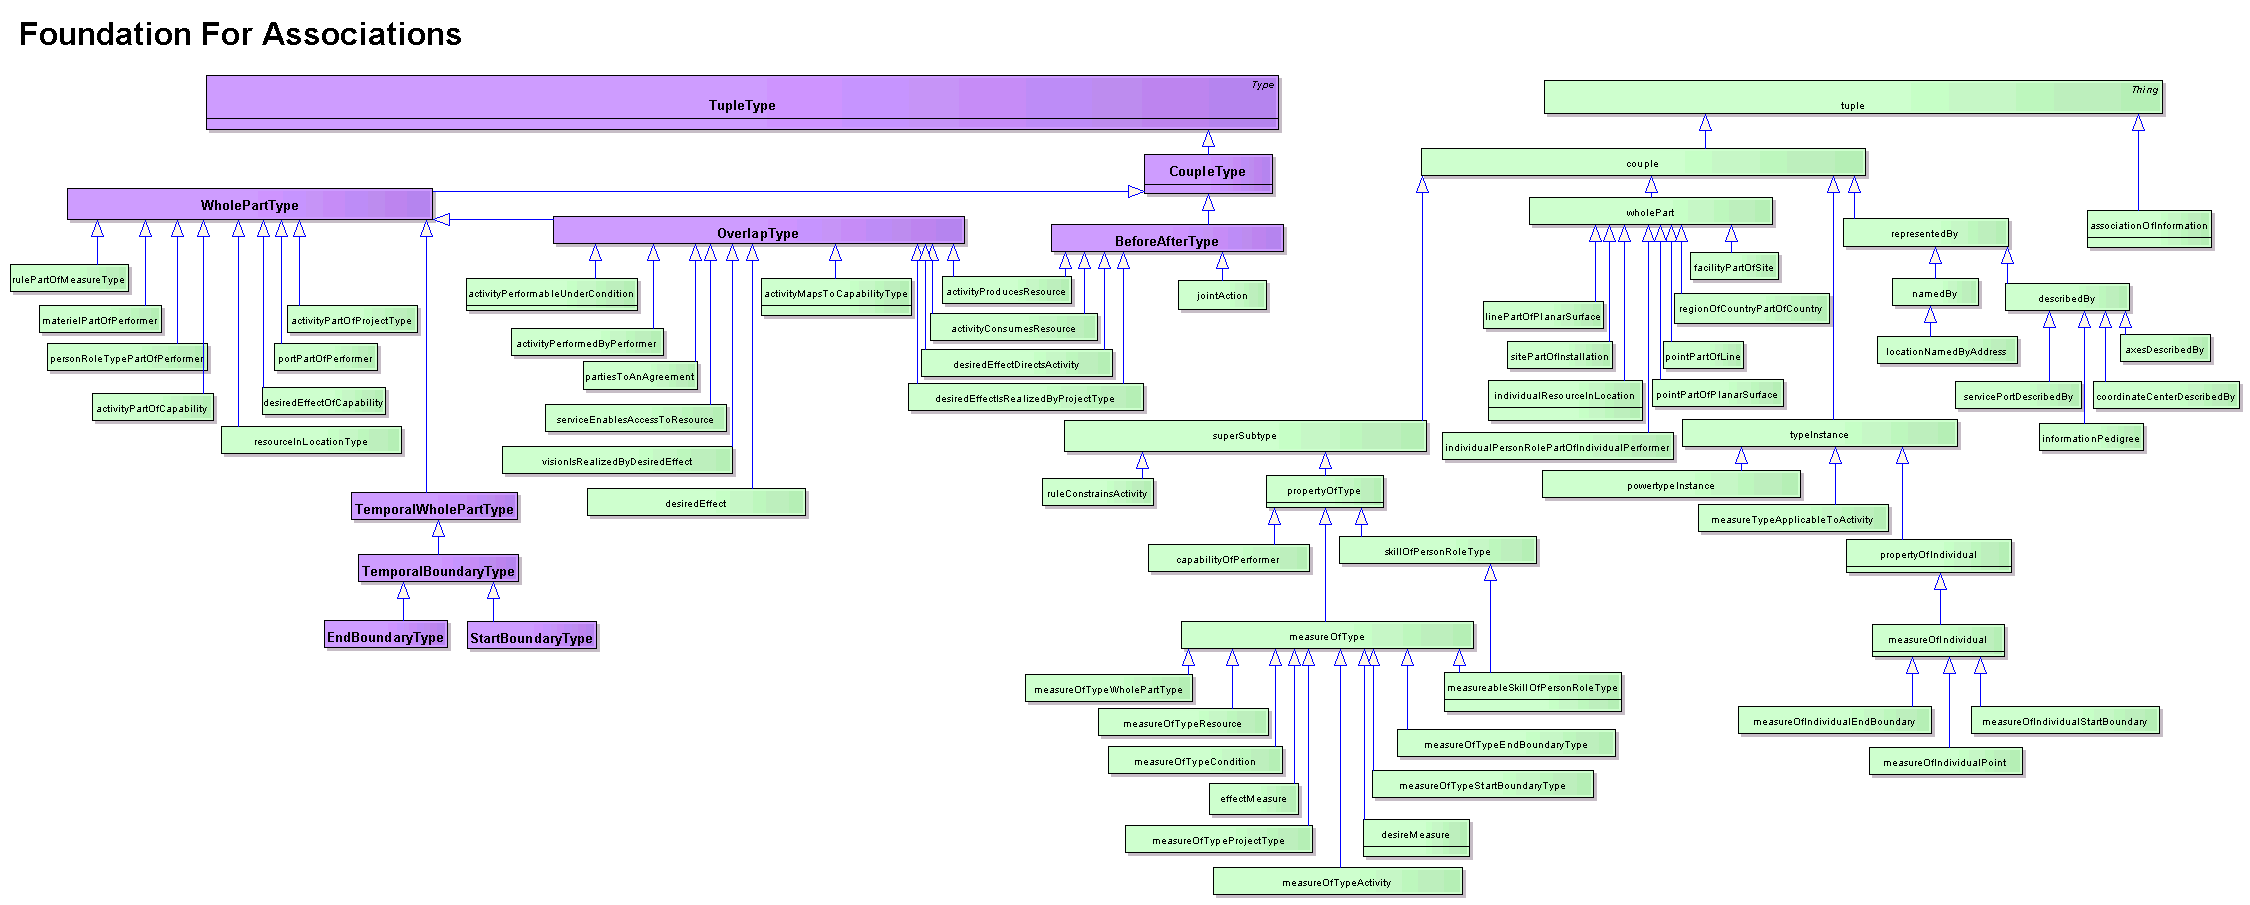 Foundation For Associations
Type
TupleType
Thing
tuple
CoupleType
couple
WholePartType
wholePart
OverlapType
BeforeAfterType
representedBy
associationOfInformation
rulePartOfMeasureType
materielPartOfPerformer
personRoleTypePartOfPerformer
activityPartOfCapability
activityPartOfProjectType
portPartOfPerformer
desiredEffectOfCapability
resourceInLocationType
activityPerformableUnderCondition
activityPerformedByPerformer
partiesToAnAgreement
serviceEnablesAccessToResource
visionIsRealizedByDesiredEffect
desiredEffect
activityMapsToCapabilityType
activityProducesResource
activityConsumesResource
desiredEffectDirectsActivity
desiredEffectIsRealizedByProjectType
jointAction
facilityPartOfSite
linePartOfPlanarSurface
regionOfCountryPartOfCountry
sitePartOfInstallation
pointPartOfLine
individualResourceInLocation
pointPartOfPlanarSurface
individualPersonRolePartOfIndividualPerformer
namedBy
describedBy
locationNamedByAddress
axesDescribedBy
servicePortDescribedBy
coordinateCenterDescribedBy
informationPedigree
superSubtype
typeInstance
ruleConstrainsActivity
propertyOfType
powertypeInstance
measureTypeApplicableToActivity
TemporalWholePartType
TemporalBoundaryType
EndBoundaryType
StartBoundaryType
capabilityOfPerformer
skillOfPersonRoleType
propertyOfIndividual
measureOfType
measureOfIndividual
measureOfTypeWholePartType
measureableSkillOfPersonRoleType
measureOfTypeResource
measureOfTypeEndBoundaryType
measureOfTypeCondition
measureOfTypeStartBoundaryType
effectMeasure
desireMeasure
measureOfTypeProjectType
measureOfTypeActivity
measureOfIndividualEndBoundary
measureOfIndividualStartBoundary
measureOfIndividualPoint